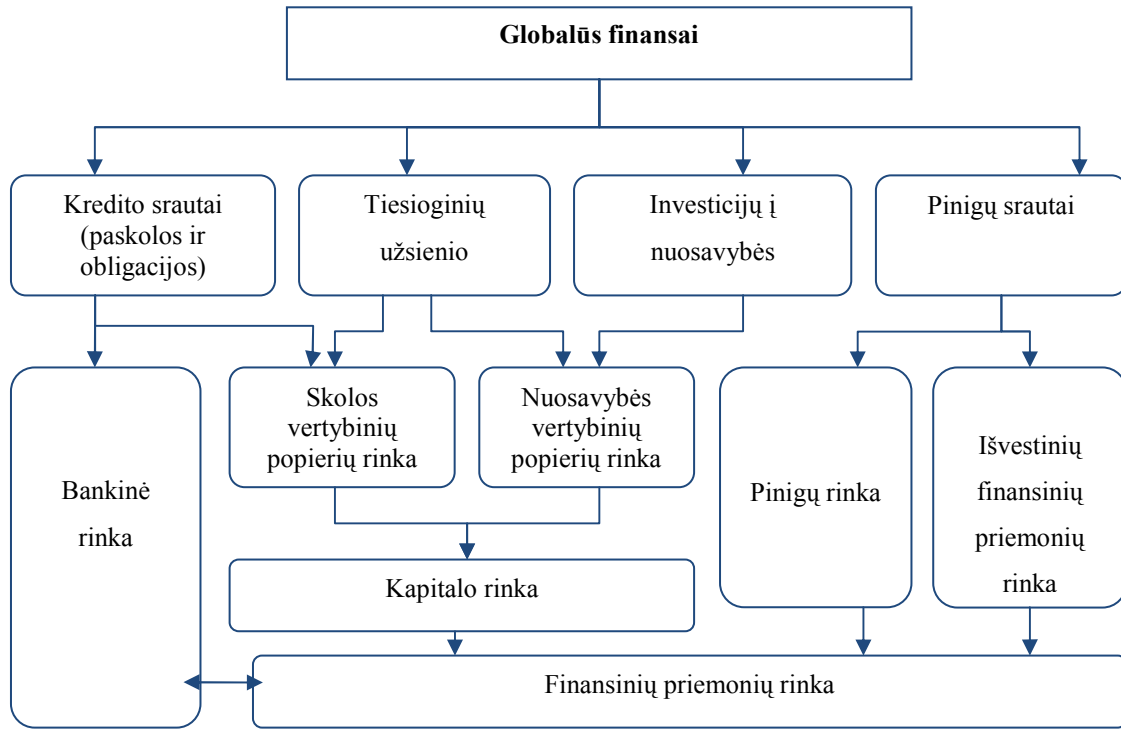 Globalūs finansai
Kredito srautai
(paskolos ir
obligacijos)
Tiesioginių
užsienio
Investicijų į
nuosavybės
Pinigų srautai
Bankinė
rinka
Skolos
vertybinių
popierių rinka
Nuosavybės
vertybinių
popierių rinka
Pinigų rinka
Išvestinių
finansinių
priemonių
rinka
Kapitalo rinka
Finansinių priemonių rinka